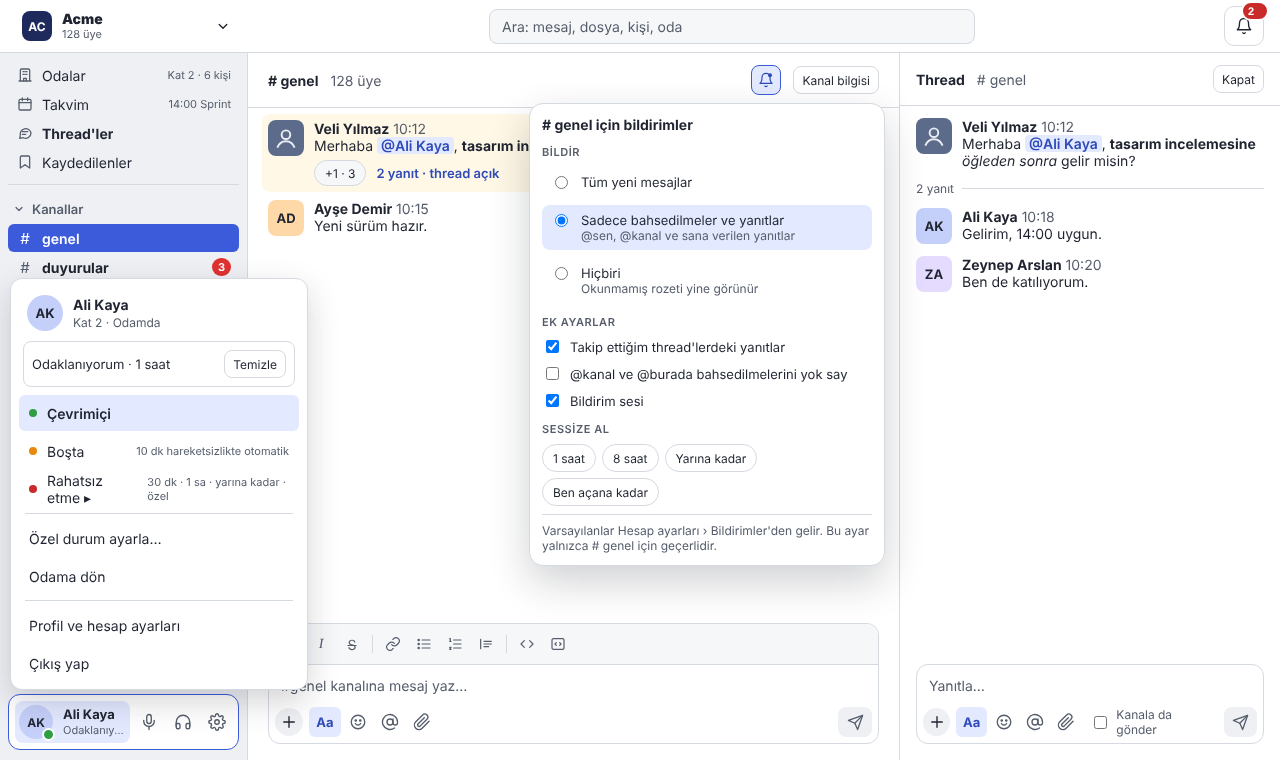 AC
Acme
128 üye
Ara: mesaj, dosya, kişi, oda
2
Odalar
Kat 2 · 6 kişi
Takvim
14:00 Sprint
Thread'ler
Kaydedilenler
Kanallar
# genel
# duyurular
3
AK
Ali Kaya
Kat 2 · Odamda
Odaklanıyorum · 1 saat
Temizle
Çevrimiçi
Boşta
10 dk hareketsizlikte otomatik
Rahatsız
etme ▸
30 dk · 1 sa · yarına kadar ·
özel
Özel durum ayarla...
Odama dön
Profil ve hesap ayarları
Çıkış yap
AK
Ali Kaya
Odaklanıy...
# genel
128 üye
Kanal bilgisi
Veli Yılmaz 10:12
Merhaba @Ali Kaya , tasarım in
+1 · 3
2 yanıt · thread açık
AD
Ayşe Demir 10:15
Yeni sürüm hazır.
# genel için bildirimler
BİLDİR
Tüm yeni mesajlar
Sadece bahsedilmeler ve yanıtlar
@sen, @kanal ve sana verilen yanıtlar
Hiçbiri
Okunmamış rozeti yine görünür
EK AYARLAR
Takip ettiğim thread'lerdeki yanıtlar
@kanal ve @burada bahsedilmelerini yok say
Bildirim sesi
SESSİZE AL
1 saat
8 saat
Yarına kadar
Ben açana kadar
Varsayılanlar Hesap ayarları › Bildirimler'den gelir. Bu ayar
yalnızca # genel için geçerlidir.
I
S
genel kanalına mesaj yaz...
Aa
Thread
# genel
Kapat
Veli Yılmaz 10:12
Merhaba @Ali Kaya , tasarım incelemesine
öğleden sonra gelir misin?
2 yanıt
AK
Ali Kaya 10:18
Gelirim, 14:00 uygun.
ZA
Zeynep Arslan 10:20
Ben de katılıyorum.
Yanıtla...
Aa
Kanala da
gönder